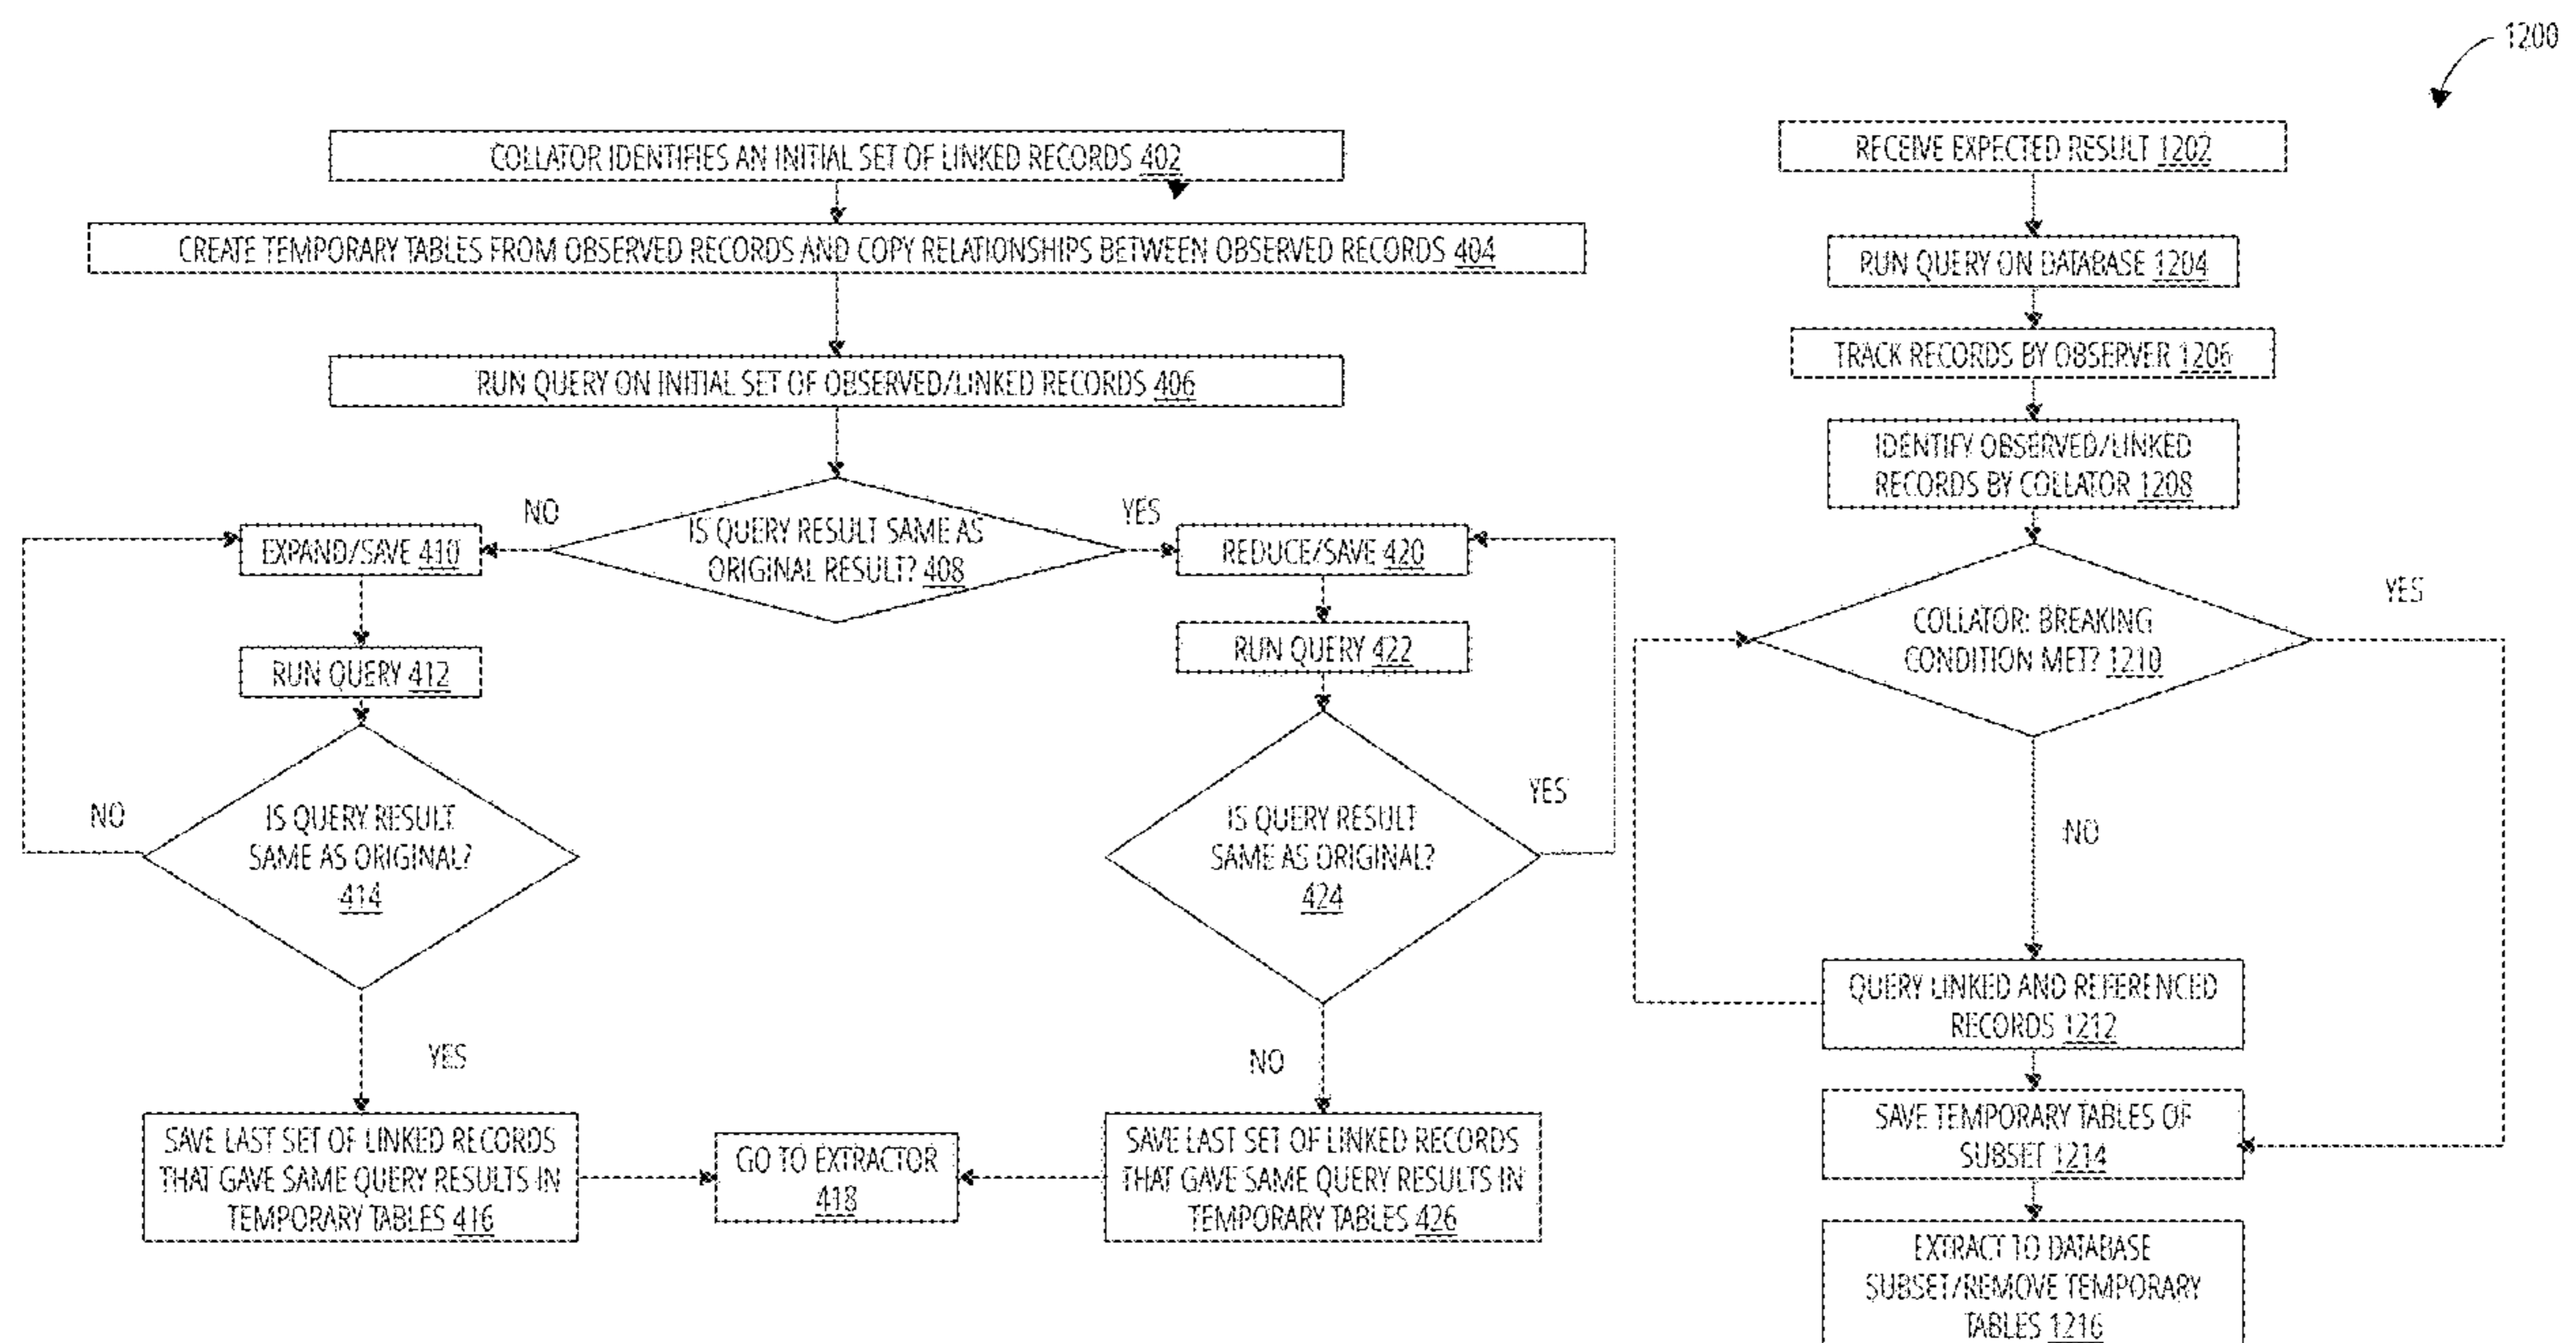 1200
COLLATOR IDENTIFIES AN INITIAL SET OF LINKED RECORDS 402
CREATE TEMPORARY TABLES FROM OBSERVED RECORDS AND COPY RELATIONSHIPS BETWEEN OBSERVED RECORDS 404
RUN QUERY ON INITIAL SET OF OBSERVED/LINKED RECORDS 406
IS QUERY RESULT SAME AS
ORIGINAL RESULT? 408
NO
YES
EXPAND/SAVE 410
RUN QUERY 412
IS QUERY RESULT
SAME AS ORIGINAL?
414
NO
YES
SAVE LAST SET OF LINKED RECORDS
THAT GAVE SAME QUERY RESULTS IN
TEMPORARY TABLES 416
GO TO EXTRACTOR
418
REDUCE/SAVE 420
RUN QUERY 422
IS QUERY RESULT
SAME AS ORIGINAL?
424
YES
NO
SAVE LAST SET OF LINKED RECORDS
THAT GAVE SAME QUERY RESULTS IN
TEMPORARY TABLES 426
RECEIVE EXPECTED RESULT 1202
RUN QUERY ON DATABASE 1204
TRACK RECORDS BY OBSERVER 1206
IDENTIFY OBSERVED/LINKED
RECORDS BY COLLATOR 1208
COLLATOR: BREAKING
CONDITION MET? 1210
YES
NO
QUERY LINKED AND REFERENCED
RECORDS 1212
SAVE TEMPORARY TABLES OF
SUBSET 1214
EXTRACT TO DATABASE
SUBSET/REMOVE TEMPORARY
TABLES 1216